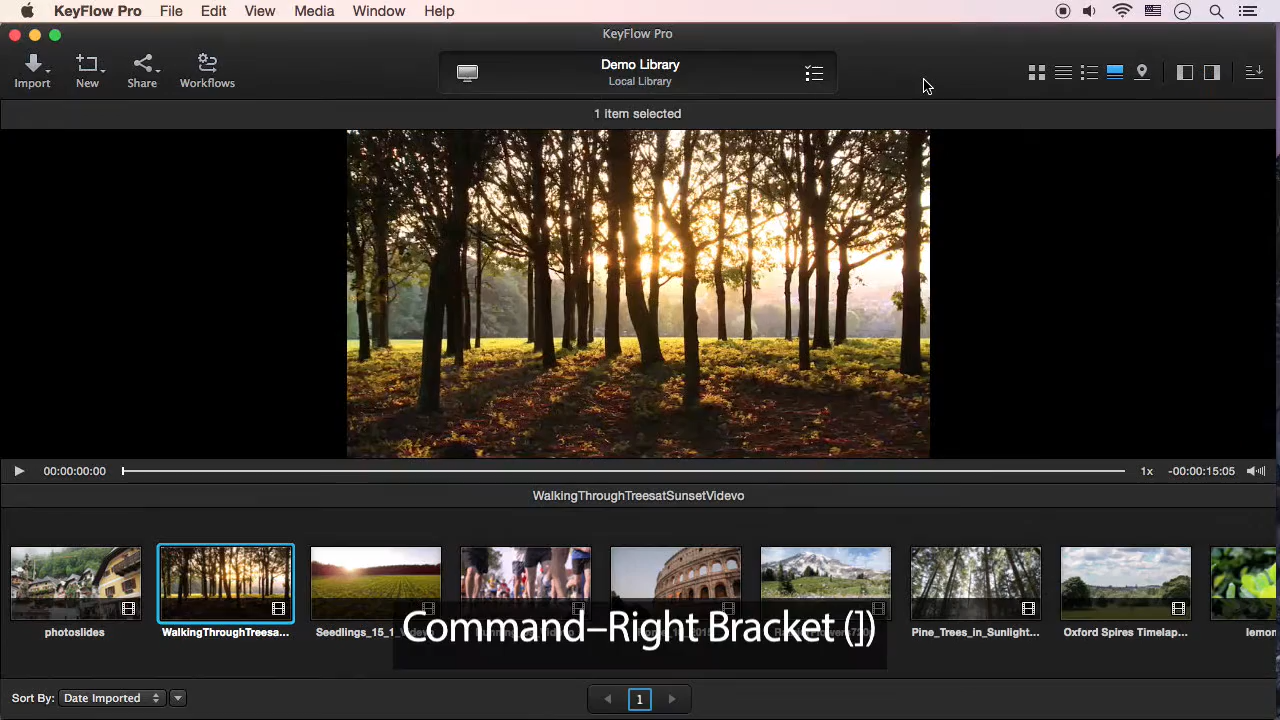 KeyFlow Pro File Edit View Media Window Help
KeyFlow Pro
Import New Share Workflows
Demo Library
Local Library
1 item selected
00:00:00:00 1x -00:00:15:05
WalkingThroughTreesatSunsetVidevo
photoslides WalkingThroughTreesa... Pine_Trees_in_Sunlight... Oxford Spires Timelap... lemon
Command–Right Bracket (])
Sort By: Date Imported 1